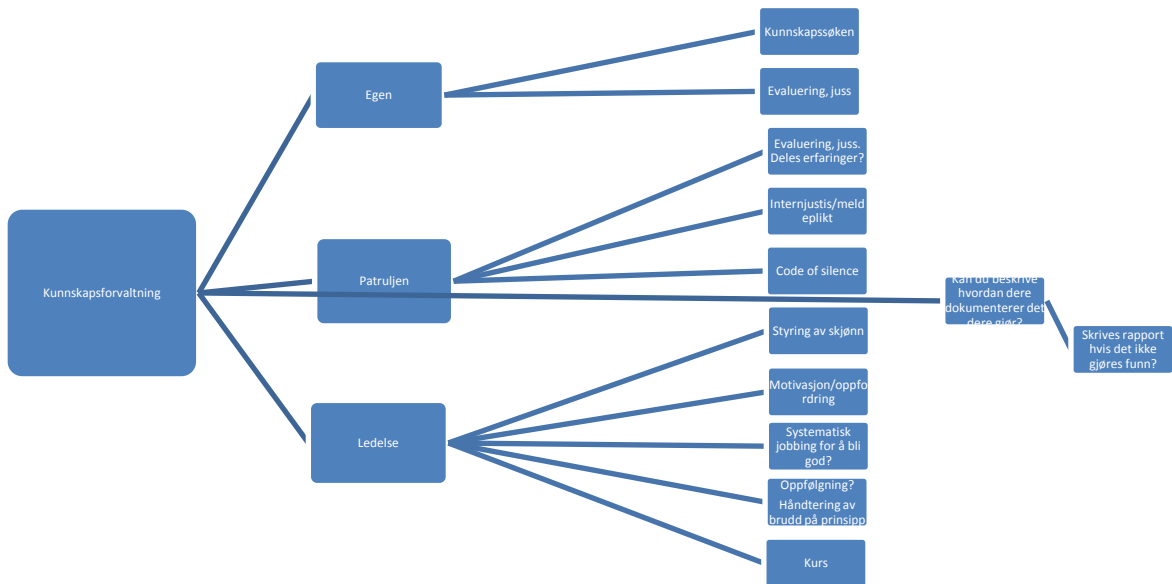 Kunnskapsforvaltning
Egen
Kunnskapssøken
Evaluering, juss
Patruljen
Evaluering, juss.
Deles erfaringer?
Internjustis/meld
eplikt
Code of silence
Kan du beskrive
hvordan dere
dokumenterer det
dere gjør?
Skrives rapport
hvis det ikke
gjøres funn?
Ledelse
Styring av skjønn
Motivasjon/oppfo
rdring
Systematisk
jobbing for å bli
god?
Oppfølgning?
Håndtering av
brudd på prinsipp
Kurs